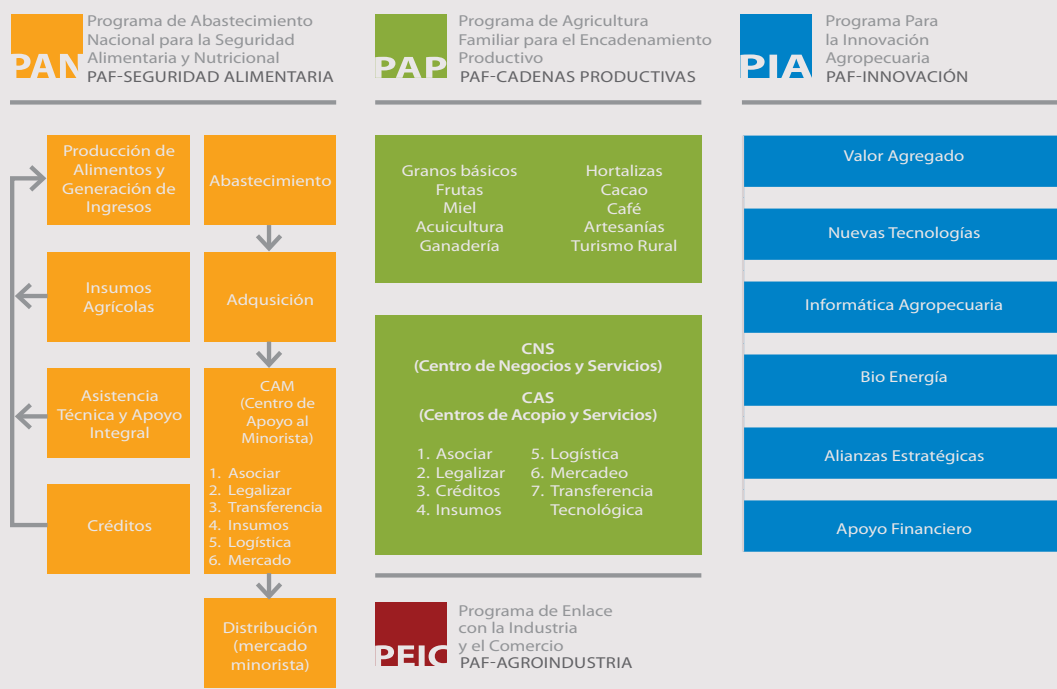 PAN
Programa de Abastecimiento
Nacional para la Seguridad
Alimentaria y Nutricional
PAF-SEGURIDAD ALIMENTARIA
Producción de
Alimentos y
Generación de
Ingresos
Insumos
Agrícolas
Asistencia
Técnica y Apoyo
Integral
Créditos
Abastecimiento
Adqusición
CAM
(Centro de
Apoyo al
Minorista)
1. Asociar
2. Legalizar
3. Transferencia
4. Insumos
5. Logística
6. Mercado
Distribución
(mercado
minorista)
PAP
Programa de Agricultura
Familiar para el Encadenamiento
Productivo
PAF-CADENAS PRODUCTIVAS
Granos básicos
Frutas
Miel
Acuicultura
Ganadería
Hortalizas
Cacao
Café
Artesanías
Turismo Rural
CNS
(Centro de Negocios y Servicios)
CAS
(Centros de Acopio y Servicios)
1. Asociar
2. Legalizar
3. Créditos
4. Insumos
5. Logística
6. Mercadeo
7. Transferencia
Tecnológica
PEIC
Programa de Enlace
con la Industria
y el Comercio
PAF-AGROINDUSTRIA
PIA
Programa Para
la Innovación
Agropecuaria
PAF-INNOVACIÓN
Valor Agregado
Nuevas Tecnologías
Informática Agropecuaria
Bio Energía
Alianzas Estratégicas
Apoyo Financiero